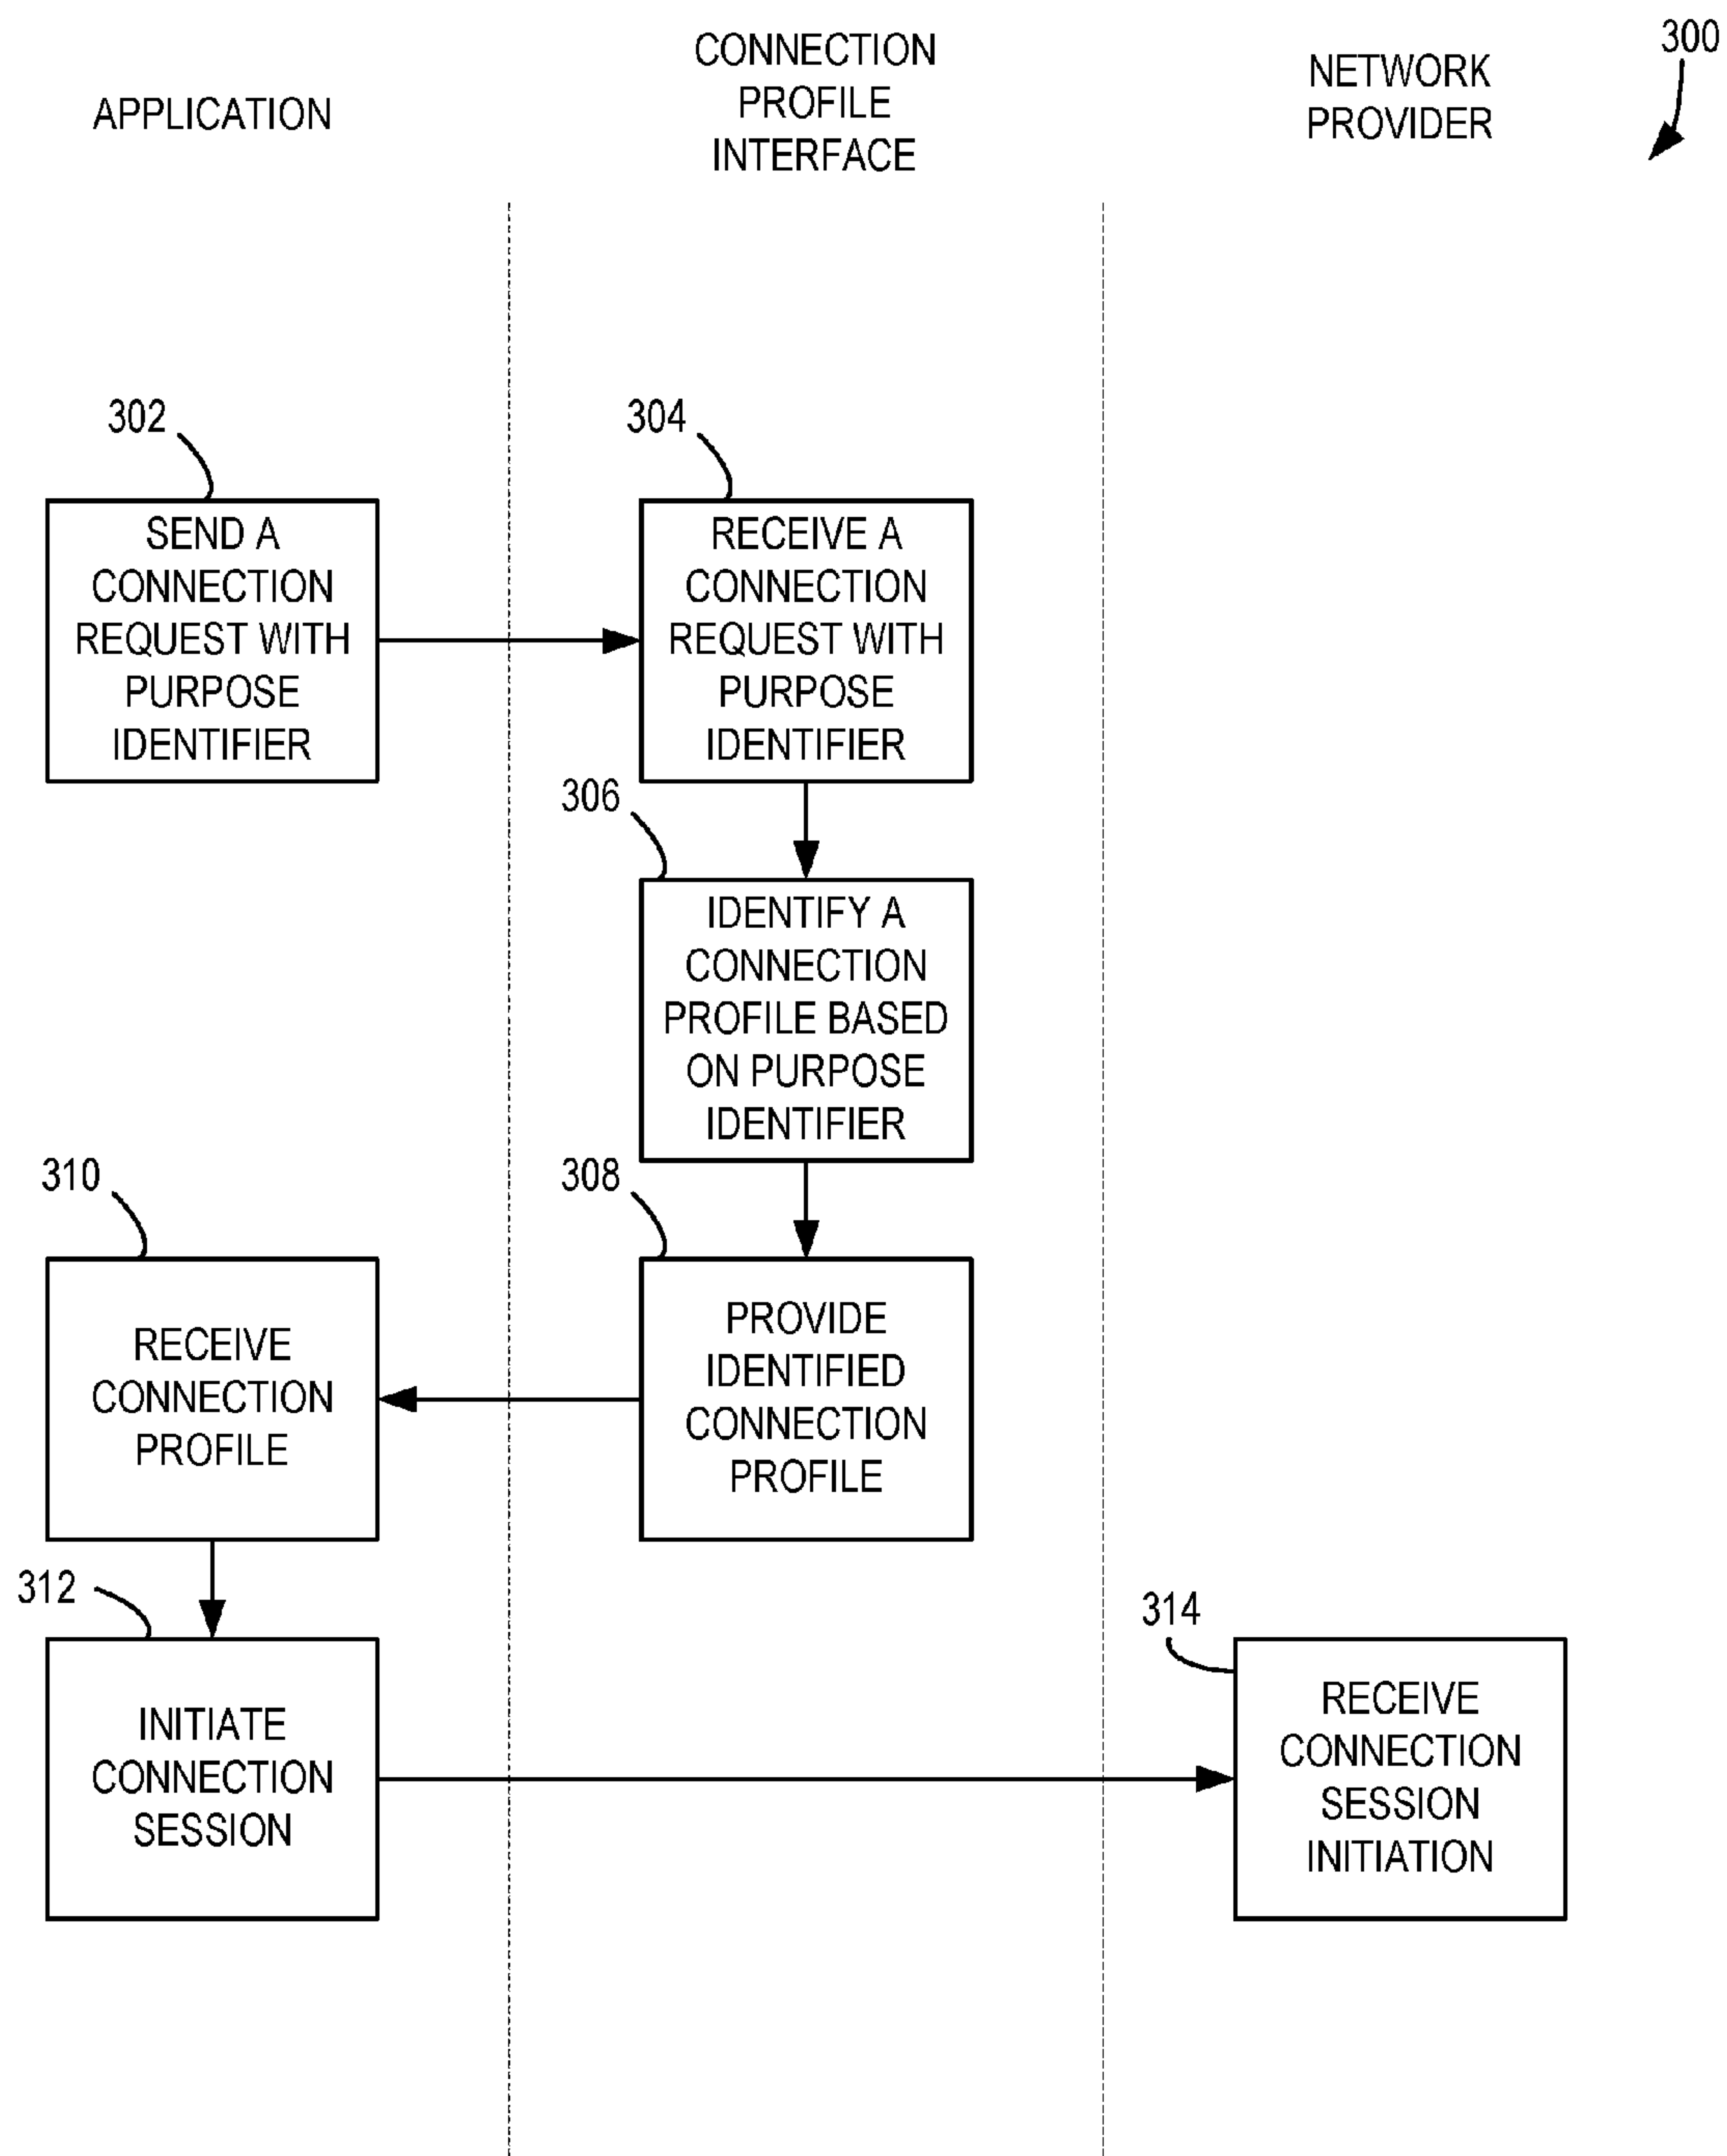 300
APPLICATION
CONNECTION
PROFILE
INTERFACE
NETWORK
PROVIDER
302
SEND A
CONNECTION
REQUEST WITH
PURPOSE
IDENTIFIER
304
RECEIVE A
CONNECTION
REQUEST WITH
PURPOSE
IDENTIFIER
306
IDENTIFY A
CONNECTION
PROFILE BASED
ON PURPOSE
IDENTIFIER
308
PROVIDE
IDENTIFIED
CONNECTION
PROFILE
310
RECEIVE
CONNECTION
PROFILE
312
INITIATE
CONNECTION
SESSION
314
RECEIVE
CONNECTION
SESSION
INITIATION